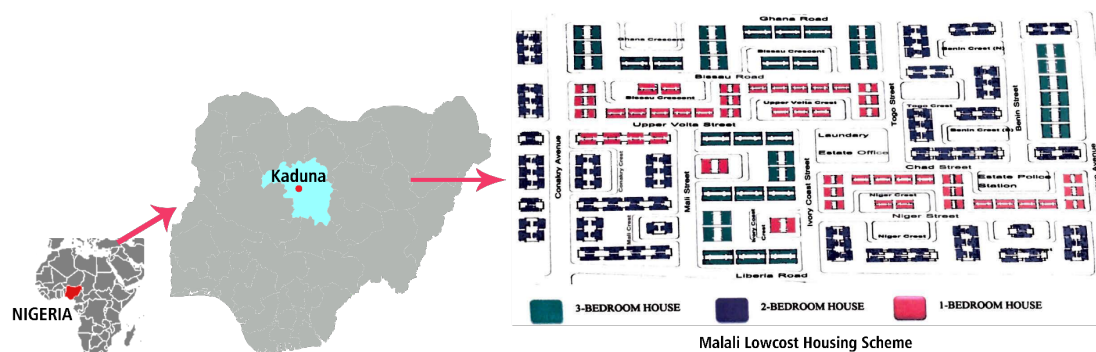 NIGERIA
Kaduna
Ghana Road
Ghana Crescent
Bissau Crescent
Benin Crest (N)
Bissau Road
Bissau Crescent
Upper Volta Crest
Togo Street
Togo Crest
Benin Street
Upper Volta Street
Benin Crest (S)
Laundary
Estate Office
Conakry Avenue
Conakry Crest
Mali Street
Chad Street
Estate Police
Station
Ivory Coast Street
Niger Crest
Niger Street
Mali Crest
Ivory Coast
Crest
Niger Crest
Liberia Road
3-BEDROOM HOUSE
2-BEDROOM HOUSE
1-BEDROOM HOUSE
Malali Lowcost Housing Scheme